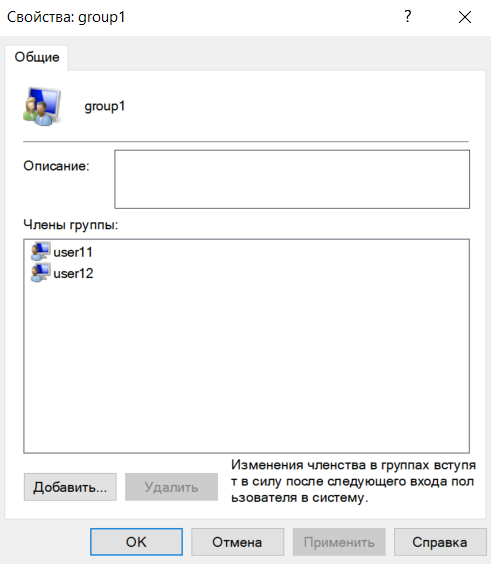 Свойства: group1
?
Общие
group1
Описание:
Члены группы:
user11
user12
Добавить...
Удалить
Изменения членства в группах вступя
т в силу после следующего входа пол
ьзователя в систему.
OK
Отмена
Применить
Справка